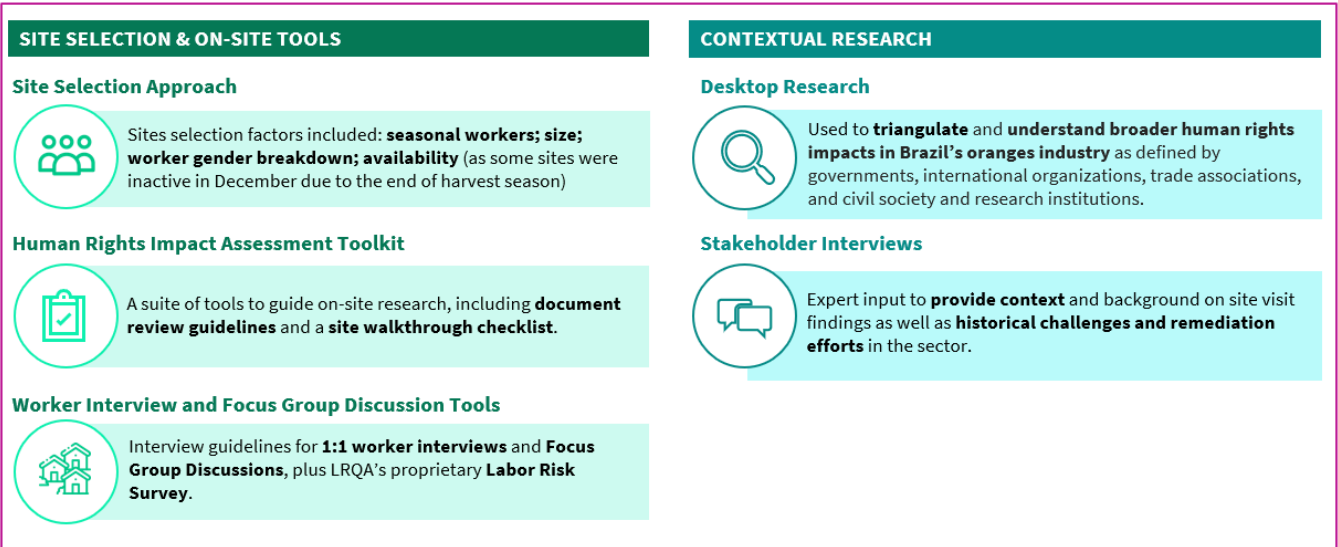 SITE SELECTION & ON-SITE TOOLS
Site Selection Approach
Sites selection factors included: seasonal workers; size;
worker gender breakdown; availability (as some sites were
inactive in December due to the end of harvest season)
Human Rights Impact Assessment Toolkit
A suite of tools to guide on-site research, including document
review guidelines and a site walkthrough checklist.
Worker Interview and Focus Group Discussion Tools
Interview guidelines for 1:1 worker interviews and Focus
Group Discussions, plus LRQA’s proprietary Labor Risk
Survey.
CONTEXTUAL RESEARCH
Desktop Research
Used to triangulate and understand broader human rights
impacts in Brazil’s oranges industry as defined by
governments, international organizations, trade associations,
and civil society and research institutions.
Stakeholder Interviews
Expert input to provide context and background on site visit
findings as well as historical challenges and remediation
efforts in the sector.